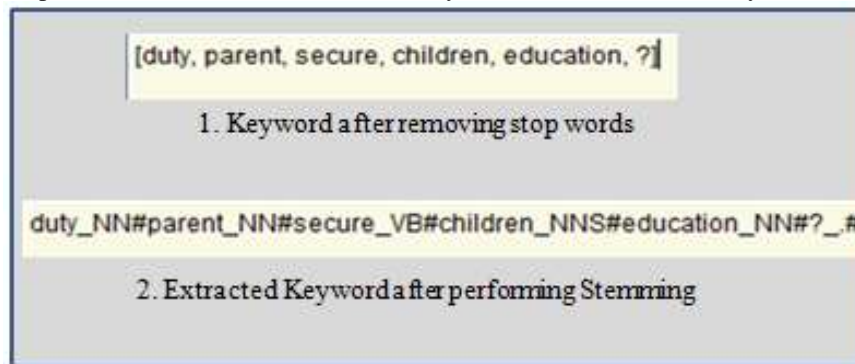 [duty, parent, secure, children, education, ?]
1. Keyword after removing stop words
duty_NN#parent_NN#secure_VB#children_NNS#education_NN#?_.#
2. Extracted Keyword after performing Stemming